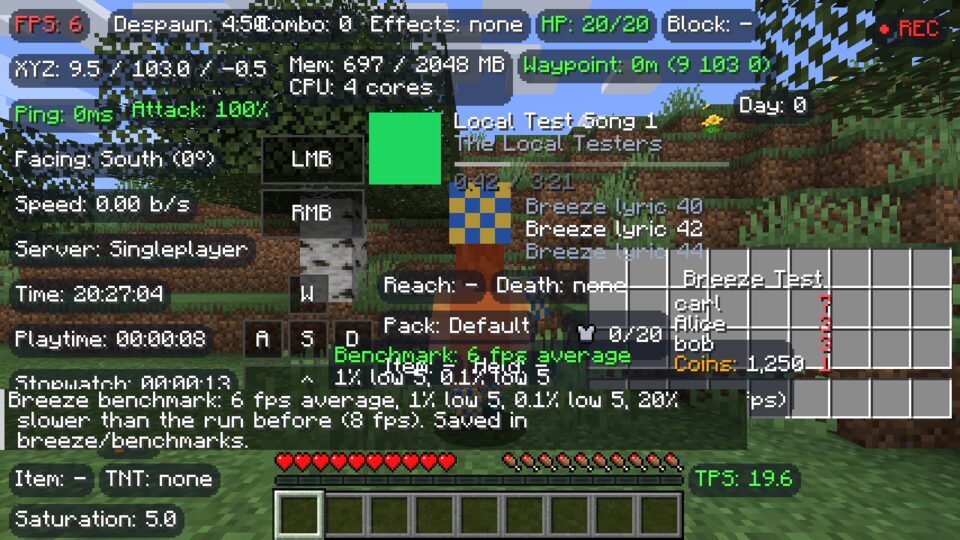 FPS: 6
Despawn: 4:50
Combo: 0
Effects: none
HP: 20/20
Block: -
REC
XYZ: 9.5 / 103.0 / -0.5
Mem: 697 / 2048 MB
CPU: 4 cores
Waypoint: 0m (9 103 0)
Ping: 0ms
Attack: 100%
Day: 0
Local Test Song 1
The Local Testers
Facing: South (0°)
LMB
0:42 / 3:21
Speed: 0.00 b/s
RMB
Breeze lyric 40
Breeze lyric 42
Breeze lyric 44
Server: Singleplayer
Time: 20:27:04
W
Reach: -
Death: none
Breeze Test
carl 7
Alice 3
bob 3
Coins: 1,250 1
Playtime: 00:00:08
A
S
D
Pack: Default
0/20
Benchmark: 6 fps average
1% low 5, 0.1% low 5
Stopwatch: 00:00:13
Breeze benchmark: 6 fps average, 1% low 5, 0.1% low 5, 20%
slower than the run before (8 fps). Saved in
breeze/benchmarks.
fps)
Item: -
TNT: none
TPS: 19.6
Saturation: 5.0